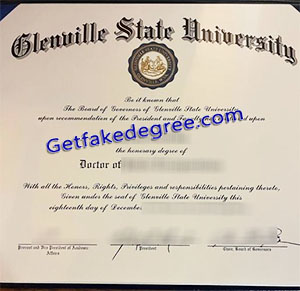 Glenville State University
Be it known that
The Board of Governors of Glenville State University
upon recommendation of the President and Faculty upon
Getfakedegree.com
the honorary degree of
Doctor of
With all the Honors, Rights, Privileges and responsibilities pertaining thereto,
Given under the seal of Glenville State University this
eighteenth day of December
Provost and Vice President of Academic
Affairs
President
Chair, Board of Governors